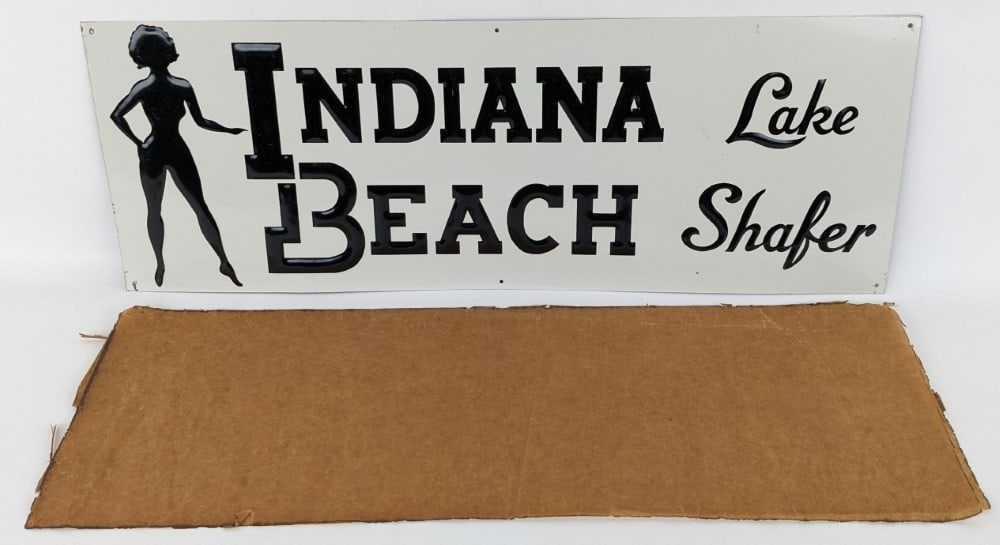 INDIANA
BEACH
Lake
Shafer